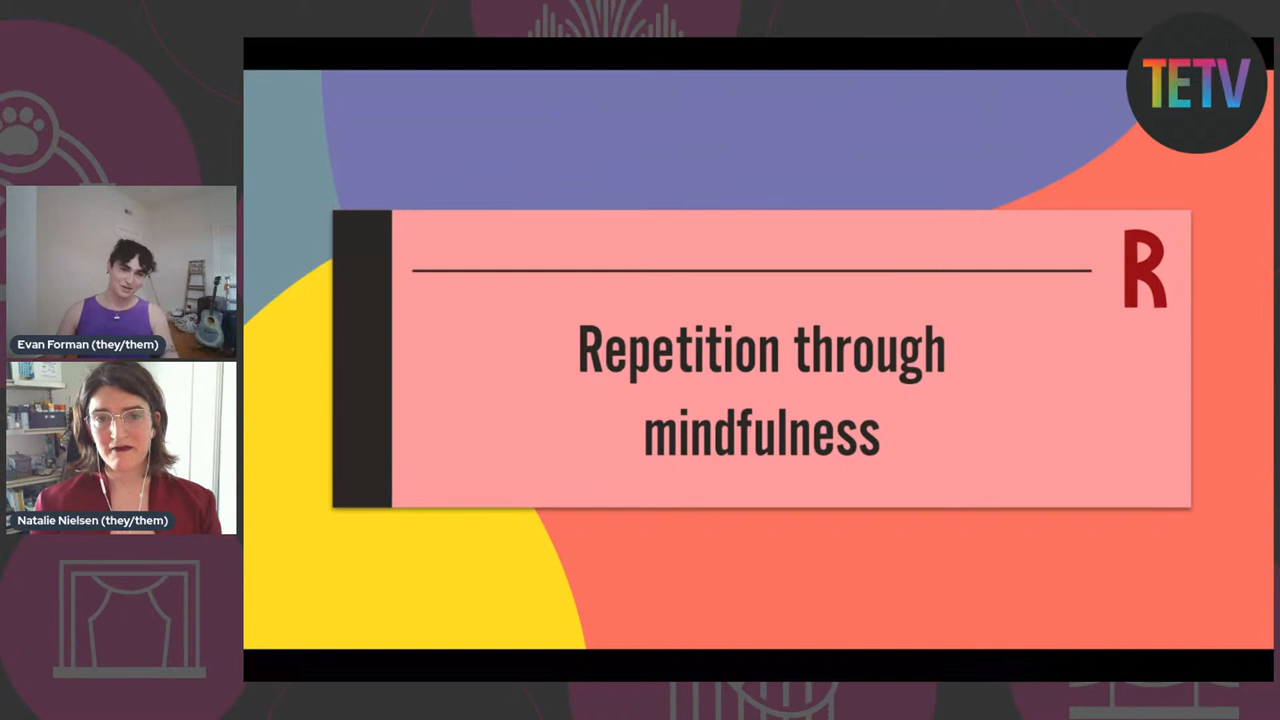 TETV
R
Repetition through
mindfulness
Evan Forman (they/them)
Natalie Nielsen (they/them)